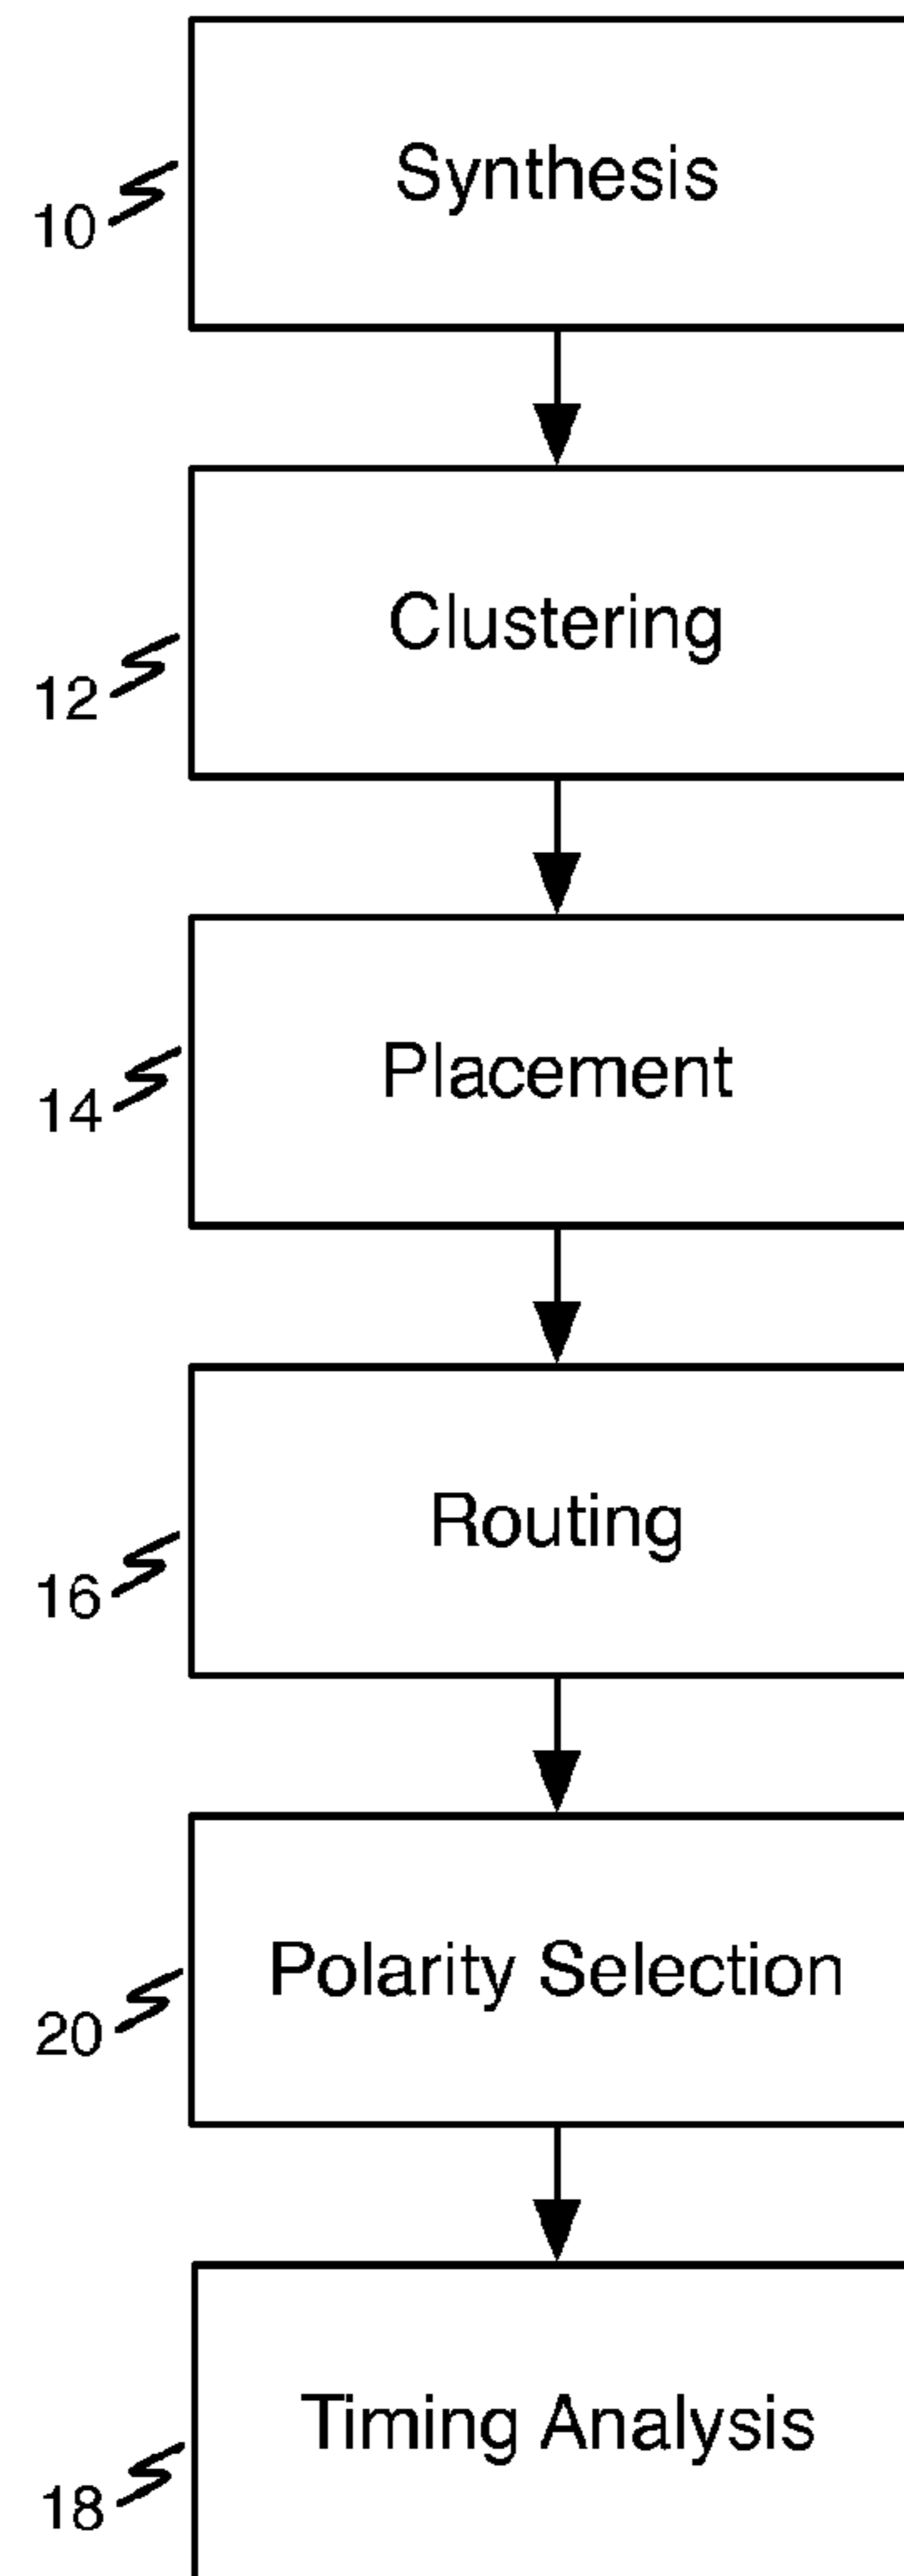 Synthesis
10
Clustering
12
Placement
14
Routing
16
Polarity Selection
20
Timing Analysis
18